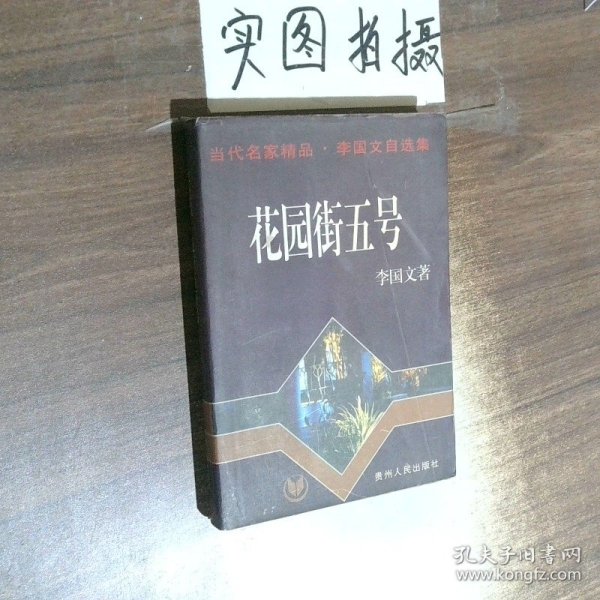 实图拍摄
当代名家精品·李国文自选集
花园街五号
李国文著
贵州人民出版社
孔夫子旧书网
www.kongfz.com